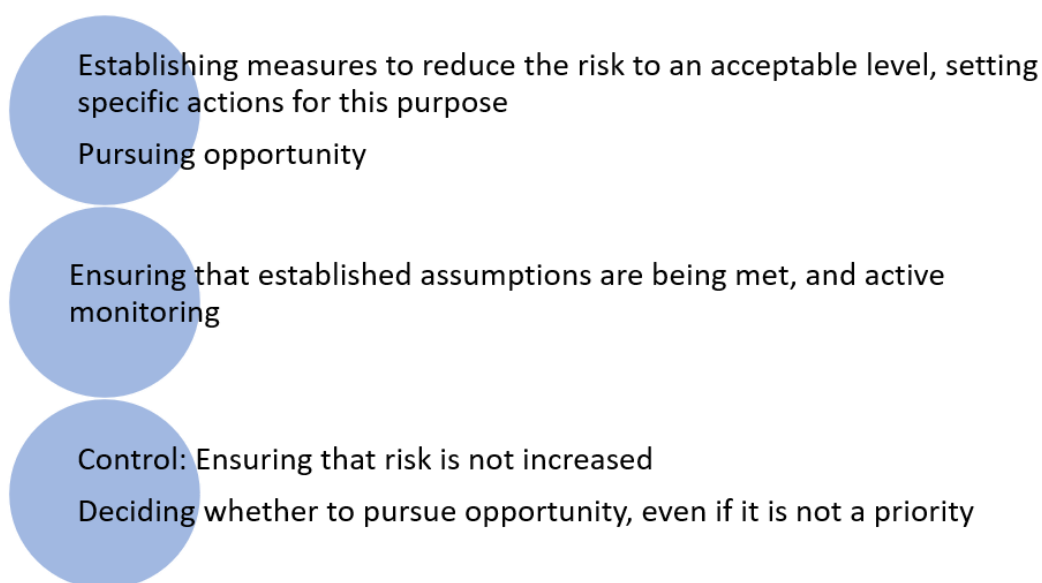 Establishing measures to reduce the risk to an acceptable level, setting
specific actions for this purpose
Pursuing opportunity
Ensuring that established assumptions are being met, and active
monitoring
Control: Ensuring that risk is not increased
Deciding whether to pursue opportunity, even if it is not a priority